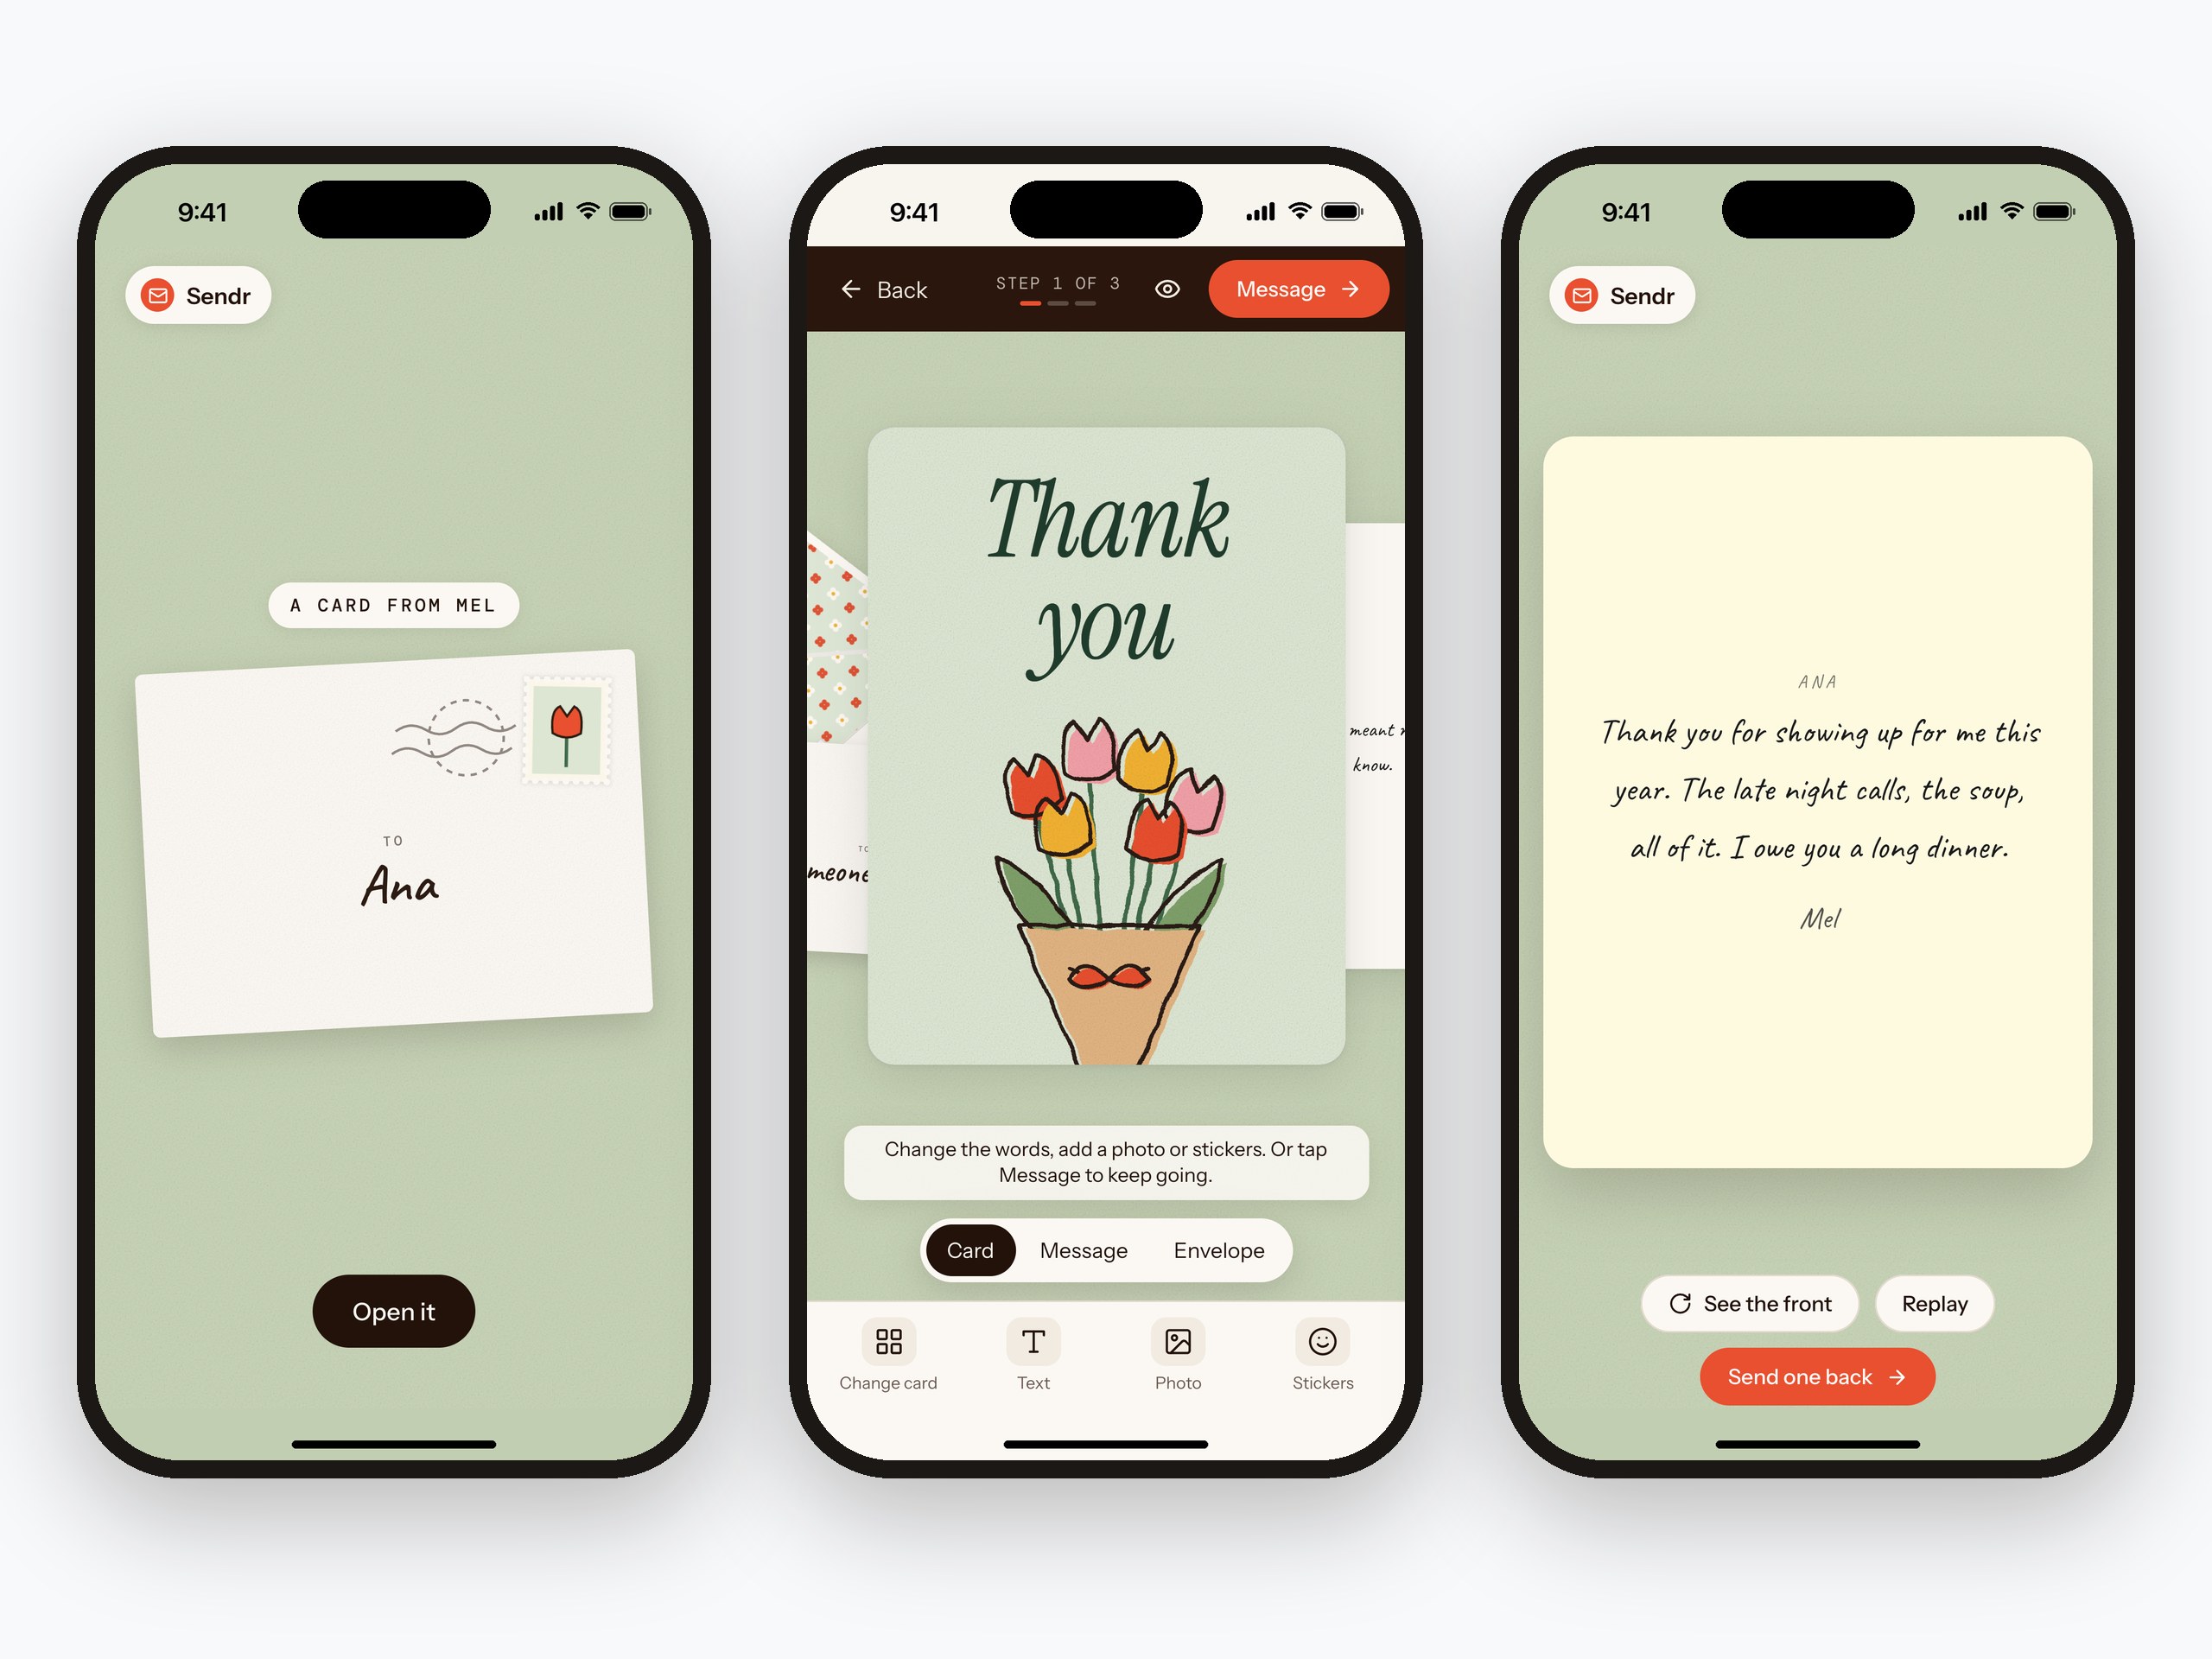 9:41
Sendr
A CARD FROM MEL
TO
Ana
Open it
9:41
Back
STEP 1 OF 3
Message
Thank
you
meant
know.
TO
meone
Change the words, add a photo or stickers. Or tap
Message to keep going.
Card
Message
Envelope
Change card
Text
Photo
Stickers
9:41
Sendr
ANA
Thank you for showing up for me this
year. The late night calls, the soup,
all of it. I owe you a long dinner.
Mel
See the front
Replay
Send one back